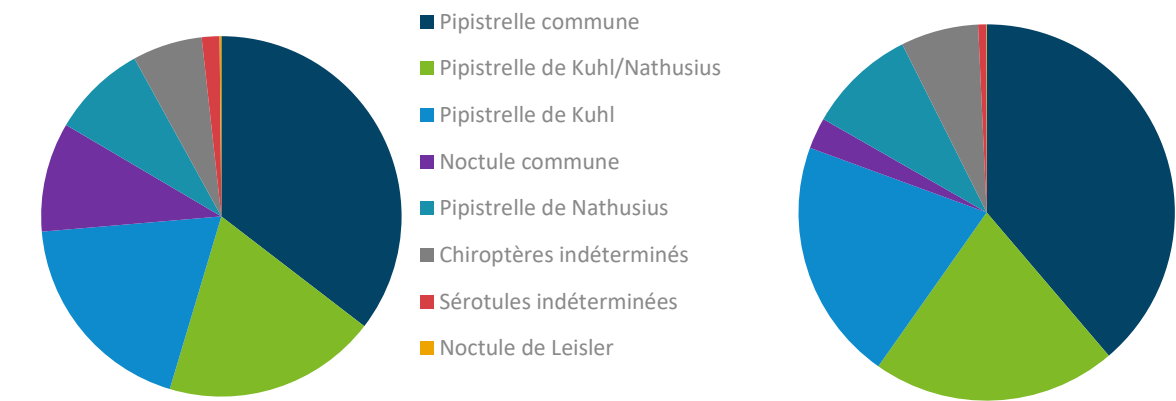 Pipistrelle commune
Pipistrelle de Kuhl/Nathusius
Pipistrelle de Kuhl
Noctule commune
Pipistrelle de Nathusius
Chiroptères indéterminés
Sérotules indéterminées
Noctule de Leisler